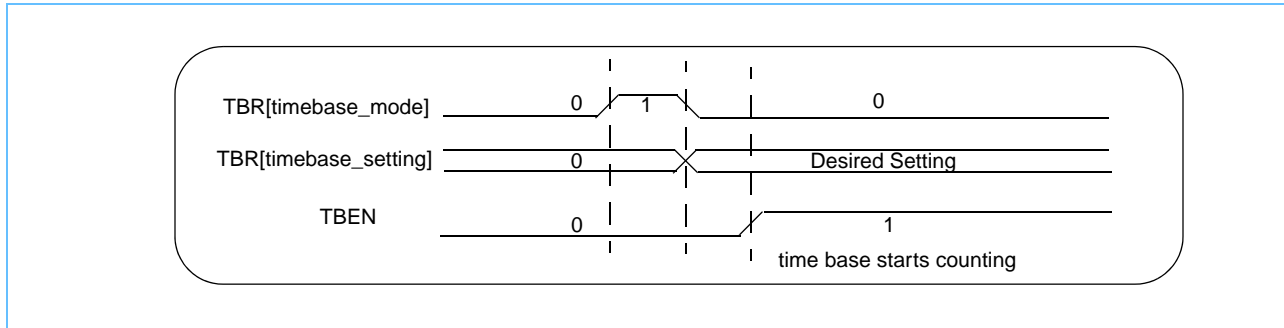 TBR[timebase_mode] 0 1 0
TBR[timebase_setting] 0 Desired Setting
TBEN 0 1
time base starts counting